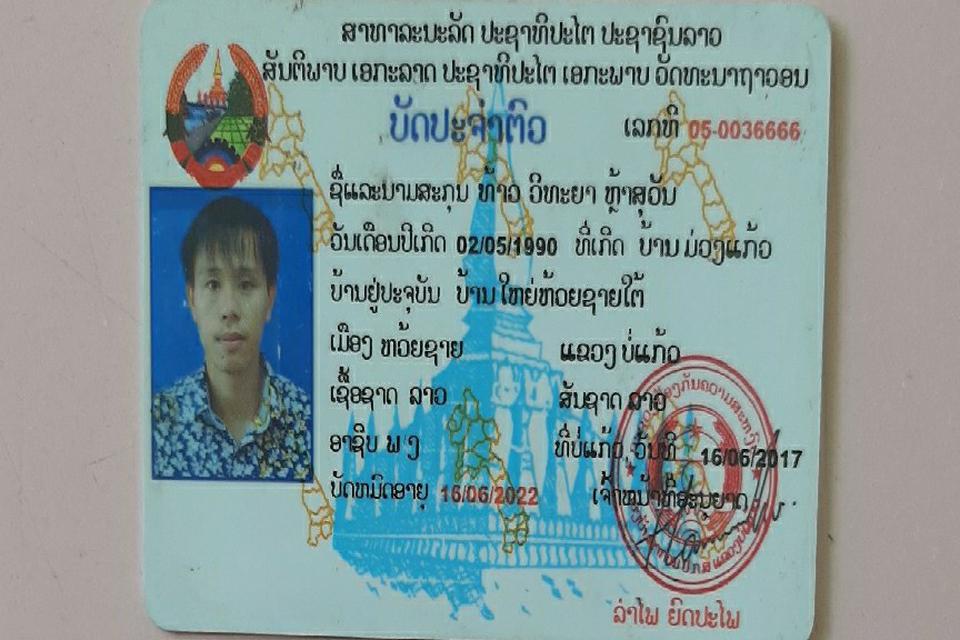 ສາທາລະນະລັດ ປະຊາທິປະໄຕ ປະຊາຊົນລາວ
ສັນຕິພາບ ເອກະລາດ ປະຊາທິປະໄຕ ເອກະພາບ ວັດທະນາຖາວອນ
ບັດປະຈຳຕົວ
ເລກທີ 05-0036666
ຊື່ແລະນາມສະກຸນ ທ້າວ ວິທະຍາ ຫຼ້າສຸວັນ
ວັນເດືອນປີເກີດ 02/05/1990 ທີ່ເກີດ ບ້ານ ມ່ວງແກ້ວ
ບ້ານຢູ່ປະຈຸບັນ ບ້ານ ໃຫຍ່ຫ້ວຍຊາຍໃຕ້
ເມືອງ ຫ້ວຍຊາຍ ແຂວງ ບໍ່ແກ້ວ
ເຊື້ອຊາດ ລາວ ສັນຊາດ ລາວ
ອາຊີບ ພ ງ ທີ່ບໍ່ແກ້ວ, ວັນທີ 16/06/2017
ບັດຫມົດອາຍຸ 16/06/2022 ເຈົ້າຫນ້າທີ່ອະນຸຍາດ
ລຳໄພ ຍົດປະໄພ